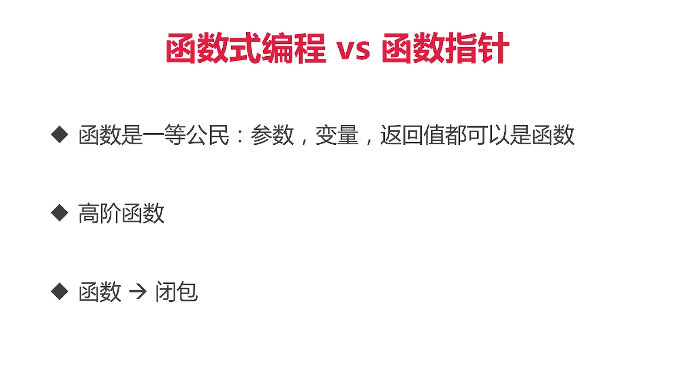 函数式编程 vs 函数指针
◆ 函数是一等公民：参数，变量，返回值都可以是函数
◆ 高阶函数
◆ 函数 → 闭包